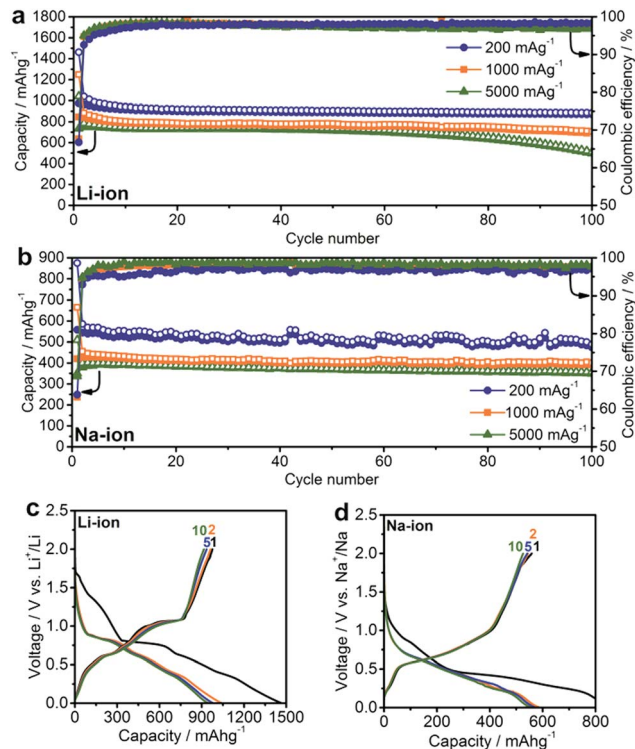 a
1800
1600
1400
1200
1000
800
600
400
200
0
Capacity / mAhg-1
100
90
80
70
60
50
Coulombic efficiency / %
200 mAg-1
1000 mAg-1
5000 mAg-1
Li-ion
0 20 40 60 80 100
Cycle number
b
900
800
700
600
500
400
300
200
100
0
Capacity / mAhg-1
100
90
80
70
60
50
Coulombic efficiency / %
200 mAg-1
1000 mAg-1
5000 mAg-1
Na-ion
0 20 40 60 80 100
Cycle number
c
Li-ion
2.5
2.0
1.5
1.0
0.5
0.0
Voltage / V vs. Li+/Li
10 2
5 1
0 300 600 900 1200 1500
Capacity / mAhg-1
d
Na-ion
2.5
2.0
1.5
1.0
0.5
0.0
Voltage / V vs. Na+/Na
2
10 5 1
0 200 400 600 800
Capacity / mAhg-1